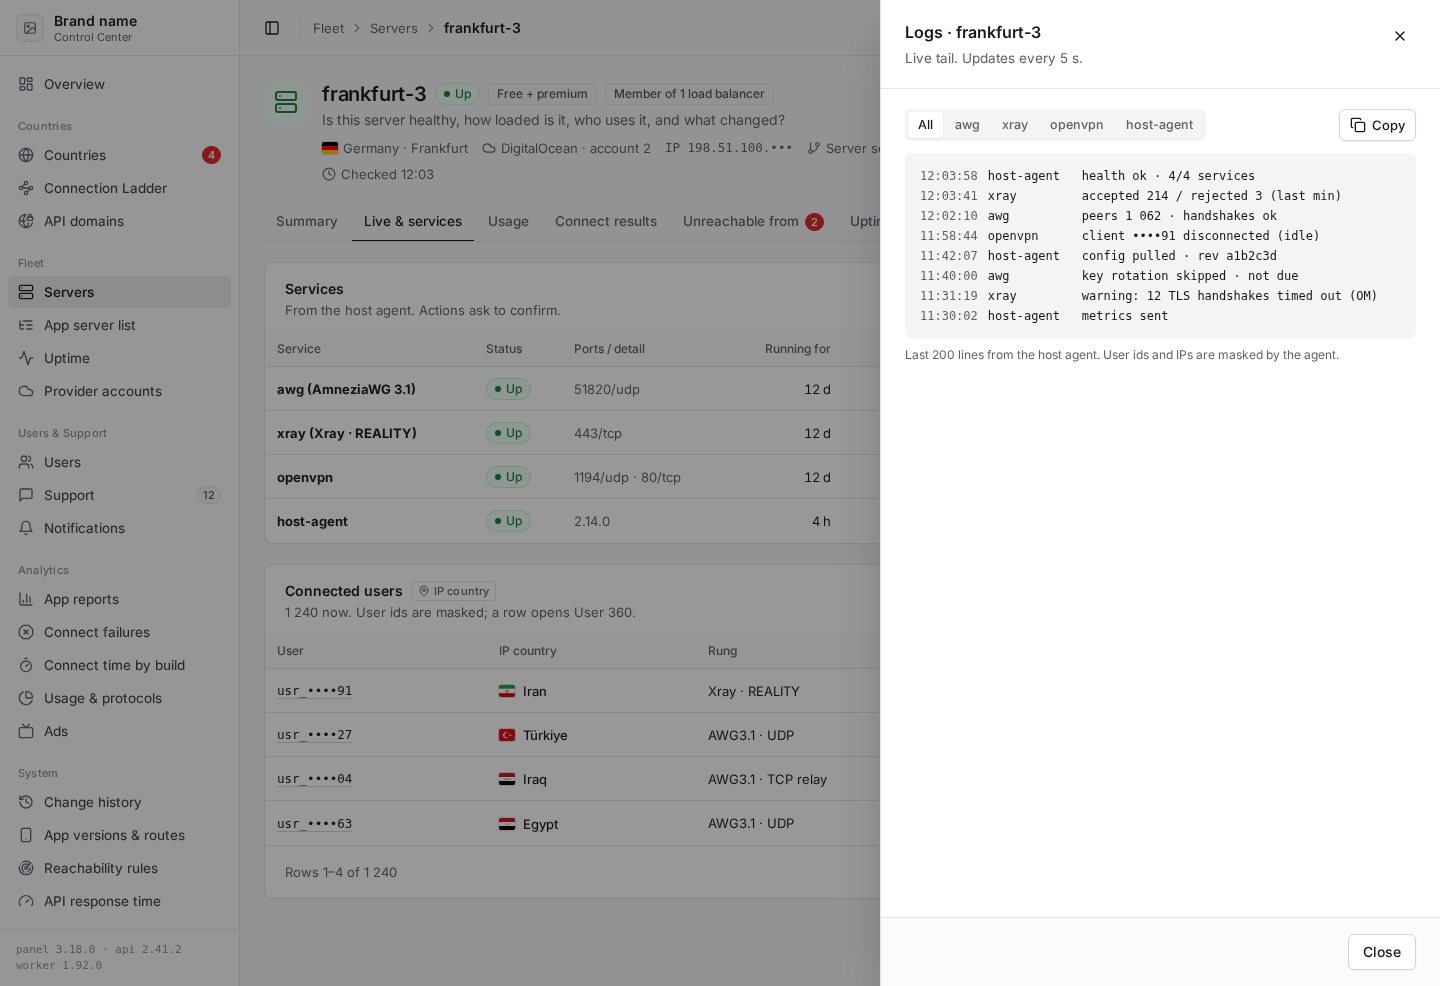 Brand name
Control Center
Overview
Countries
Countries 4
Connection Ladder
API domains
Fleet
Servers
App server list
Uptime
Provider accounts
Users & Support
Users
Support 12
Notifications
Analytics
App reports
Connect failures
Connect time by build
Usage & protocols
Ads
System
Change history
App versions & routes
Reachability rules
API response time
panel 3.18.0 · api 2.41.2
worker 1.92.0
Fleet Servers frankfurt-3
frankfurt-3 Up Free + premium Member of 1 load balancer
Is this server healthy, how loaded is it, who uses it, and what changed?
Germany · Frankfurt DigitalOcean · account 2 IP 198.51.100.••• Server
Checked 12:03
Summary Live & services Usage Connect results Unreachable from 2
Services
From the host agent. Actions ask to confirm.
Service Status Ports / detail Running for
awg (AmneziaWG 3.1) Up 51820/udp 12 d
xray (Xray · REALITY) Up 443/tcp 12 d
openvpn Up 1194/udp · 80/tcp 12 d
host-agent Up 2.14.0 4 h
Connected users IP country
1 240 now. User ids are masked; a row opens User 360.
User IP country Rung
usr_••••91 Iran Xray · REALITY
usr_••••27 Türkiye AWG3.1 · UDP
usr_••••04 Iraq AWG3.1 · TCP relay
usr_••••63 Egypt AWG3.1 · UDP
Rows 1–4 of 1 240
Logs · frankfurt-3
Live tail. Updates every 5 s.
All awg xray openvpn host-agent Copy
12:03:58 host-agent health ok · 4/4 services
12:03:41 xray accepted 214 / rejected 3 (last min)
12:02:10 awg peers 1 062 · handshakes ok
11:58:44 openvpn client ••••91 disconnected (idle)
11:42:07 host-agent config pulled · rev a1b2c3d
11:40:00 awg key rotation skipped · not due
11:31:19 xray warning: 12 TLS handshakes timed out (OM)
11:30:02 host-agent metrics sent
Last 200 lines from the host agent. User ids and IPs are masked by the agent.
Close